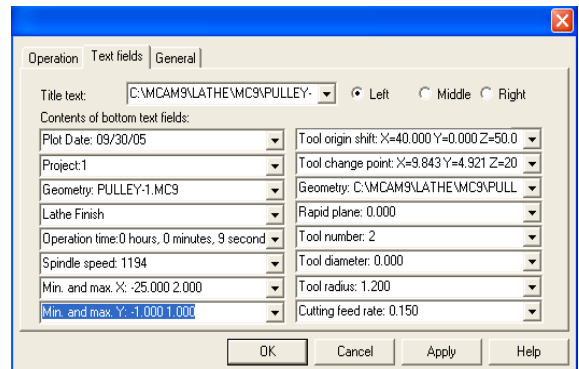 Operation Text fields General
Title text: C:\MCAM9\LATHE\MC9\PULLEY- Left Middle Right
Contents of bottom text fields:
Plot Date: 09/30/05
Project:1
Geometry: PULLEY-1.MC9
Lathe Finish
Operation time:0 hours, 0 minutes, 9 second
Spindle speed: 1194
Min. and max. X: -25.000 2.000
Min. and max. Y: -1.000 1.000
Tool origin shift: X=40.000 Y=0.000 Z=50.0
Tool change point: X=9.843 Y=4.921 Z=20
Geometry: C:\MCAM9\LATHE\MC9\PULL
Rapid plane: 0.000
Tool number: 2
Tool diameter: 0.000
Tool radius: 1.200
Cutting feed rate: 0.150
OK Cancel Apply Help